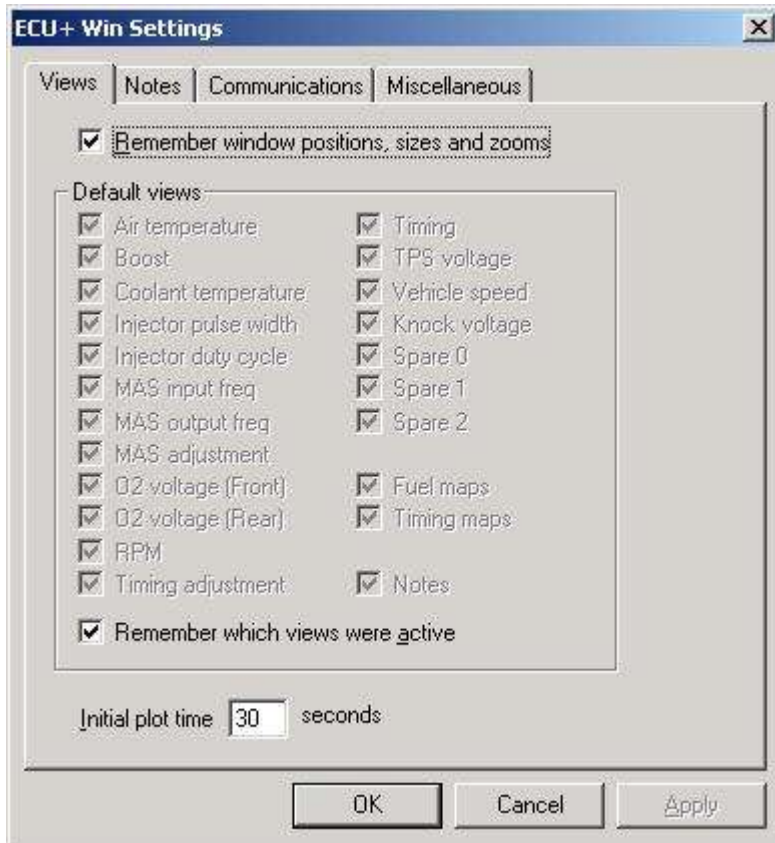 ECU+ Win Settings
Views Notes Communications Miscellaneous
Remember window positions, sizes and zooms
Default views
Air temperature Timing
Boost TPS voltage
Coolant temperature Vehicle speed
Injector pulse width Knock voltage
Injector duty cycle Spare 0
MAS input freq Spare 1
MAS output freq Spare 2
MAS adjustment
O2 voltage (Front) Fuel maps
O2 voltage (Rear) Timing maps
RPM
Timing adjustment Notes
Remember which views were active
Initial plot time 30 seconds
OK Cancel Apply